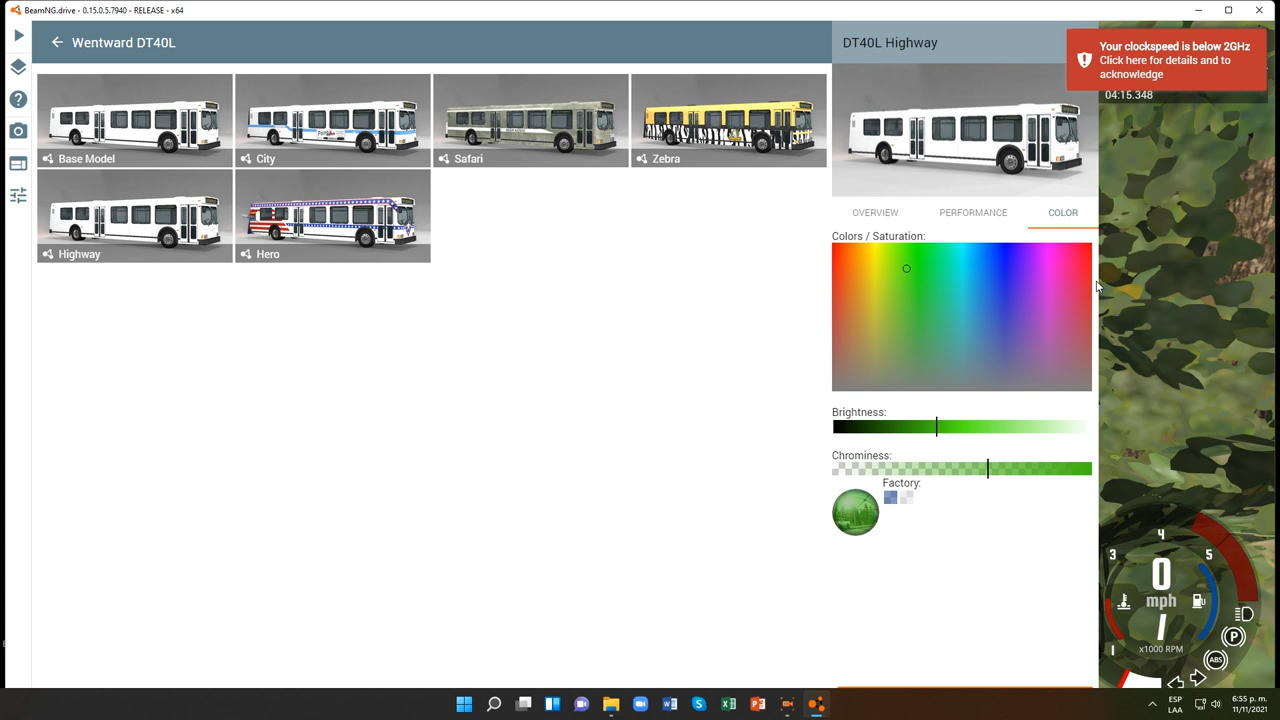 BeamNG.drive - 0.15.0.5.7940 - RELEASE - x64
Wentward DT40L
DT40L Highway
Your clockspeed is below 2GHz
Click here for details and to
acknowledge
04:15.348
Base Model
City
Safari
Zebra
Highway
Hero
OVERVIEW
PERFORMANCE
COLOR
Colors / Saturation:
Brightness:
Chrominess:
Factory:
1
3
4
5
0
mph
1
x1000 RPM
P
ABS
ESP
LAA
6:55 p. m.
11/11/2021